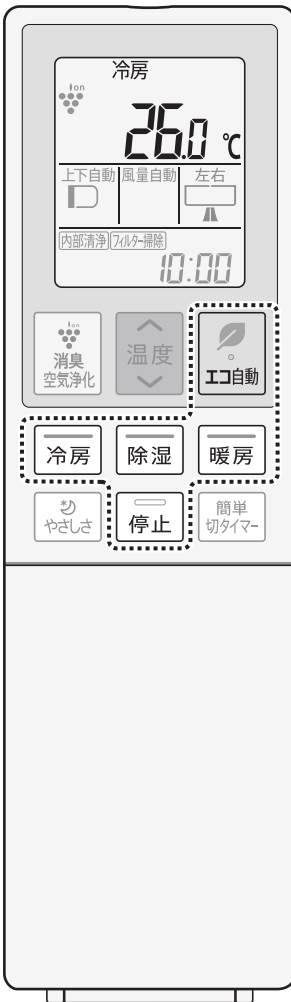 冷房
Ion
26.0 ℃
上下自動 風量自動 左右
内部清浄 フィルター掃除
10:00
Ion
消臭
空気浄化
温度
エコ自動
冷房 除湿 暖房
やさしさ
停止
簡単
切タイマー